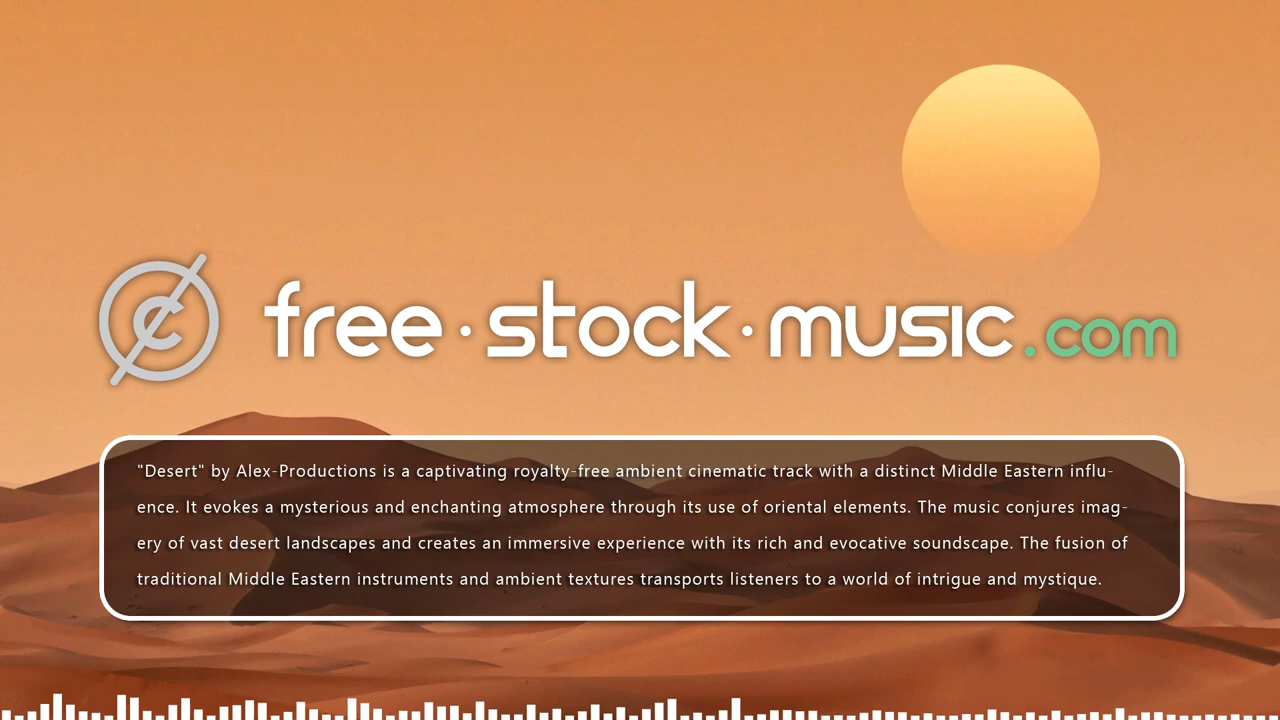 free·stock·music.com
"Desert" by Alex-Productions is a captivating royalty-free ambient cinematic track with a distinct Middle Eastern influ-
ence. It evokes a mysterious and enchanting atmosphere through its use of oriental elements. The music conjures imag-
ery of vast desert landscapes and creates an immersive experience with its rich and evocative soundscape. The fusion of
traditional Middle Eastern instruments and ambient textures transports listeners to a world of intrigue and mystique.